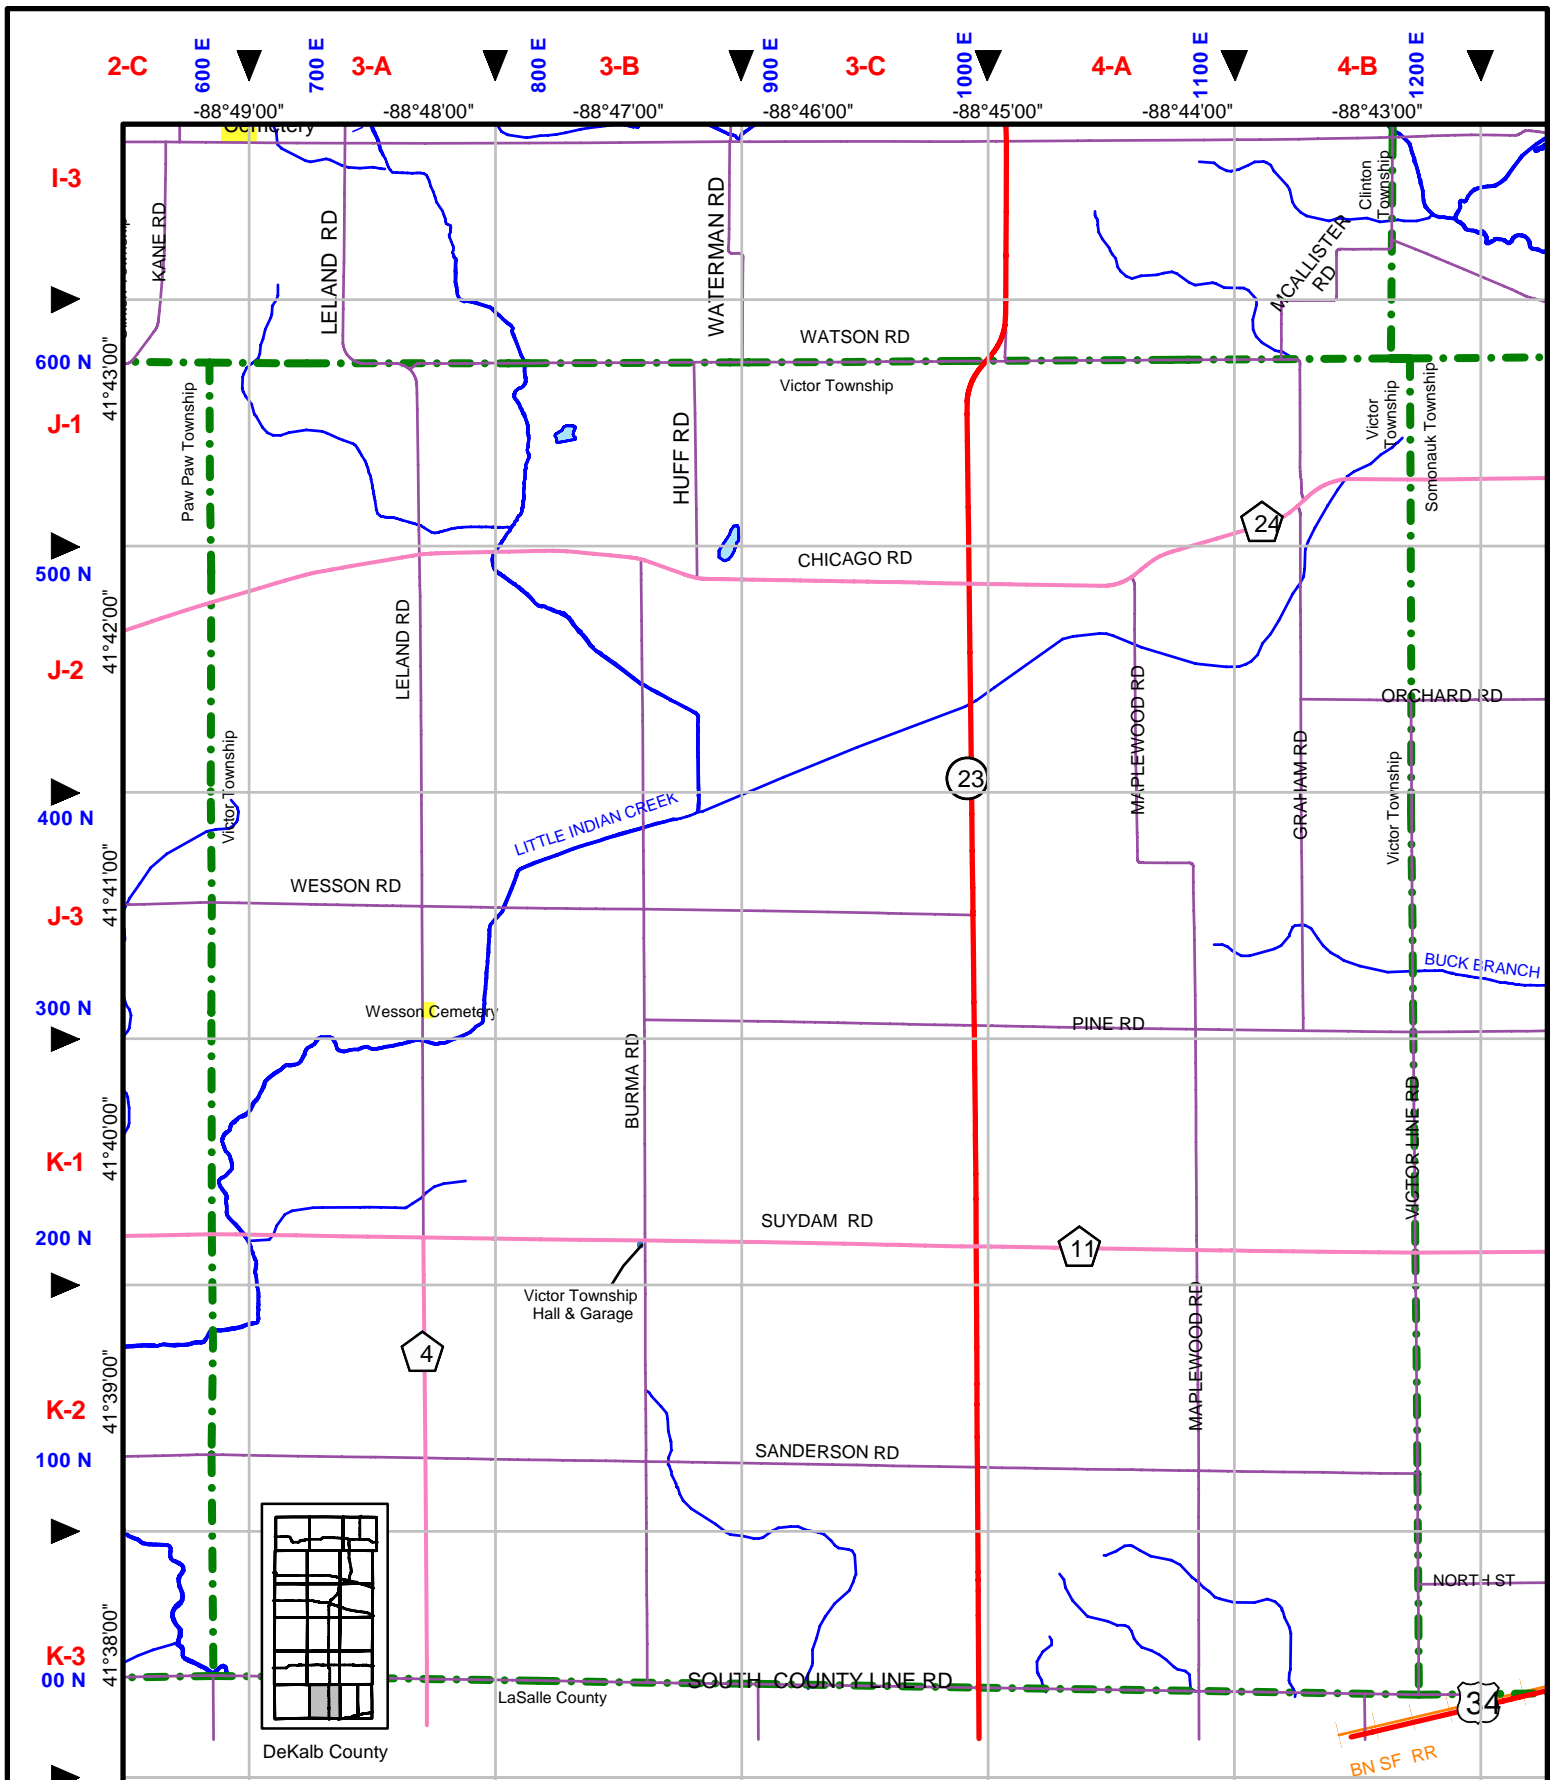 2-C
600 E
700 E
3-A
800 E
3-B
900 E
3-C
1000 E
4-A
1100 E
4-B
1200 E
-88°49'00"
-88°48'00"
-88°47'00"
-88°46'00"
-88°45'00"
-88°44'00"
-88°43'00"
Cemetery
I-3
KANE RD
LELAND RD
WATERMAN RD
MCALLISTER
RD
Clinton
Township
WATSON RD
600 N
41°43'00"
Victor Township
J-1
Paw Paw Township
HUFF RD
Victor
Township
Somonauk Township
24
500 N
CHICAGO RD
41°42'00"
LELAND RD
J-2
MAPLEWOOD RD
ORCHARD RD
Victor Township
GRAHAM RD
Victor Township
23
400 N
LITTLE INDIAN CREEK
41°41'00"
WESSON RD
J-3
BUCK BRANCH
300 N
Wesson Cemetery
PINE RD
BURMA RD
41°40'00"
K-1
VICTOR LINE RD
200 N
SUYDAM RD
11
Victor Township
Hall & Garage
4
MAPLEWOOD RD
41°39'00"
K-2
100 N
SANDERSON RD
NORTH ST
41°38'00"
K-3
00 N
SOUTH COUNTY LINE RD
LaSalle County
34
DeKalb County
BN SF RR